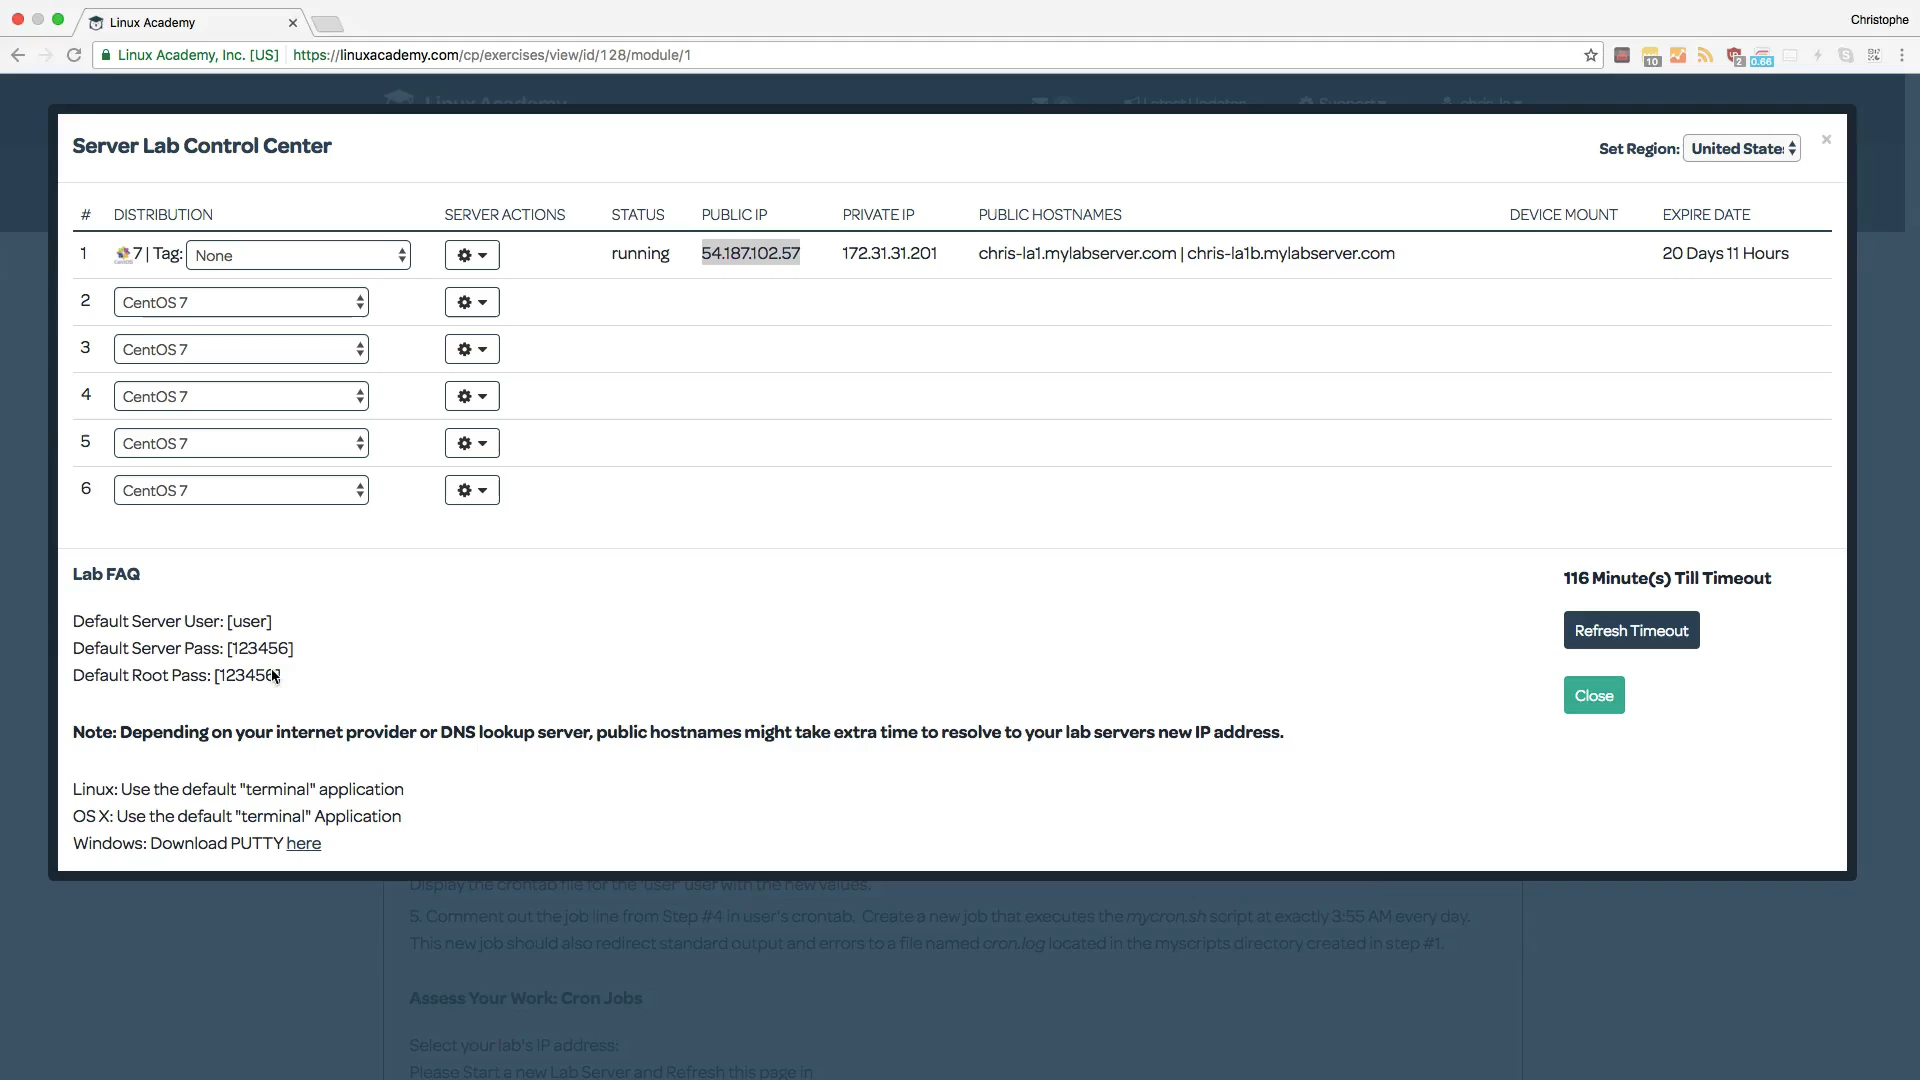 Linux Academy
Christophe
Linux Academy, Inc. [US] https://linuxacademy.com/cp/exercises/view/id/128/module/1
10 2 0.66
Linux Academy Latest Updates Support
Server Lab Control Center
Set Region: United State
# DISTRIBUTION SERVER ACTIONS STATUS PUBLIC IP PRIVATE IP PUBLIC HOSTNAMES DEVICE MOUNT EXPIRE DATE
1 7 | Tag: None running 54.187.102.57 172.31.31.201 chris-la1.mylabserver.com | chris-la1b.mylabserver.com 20 Days 11 Hours
2 CentOS 7
3 CentOS 7
4 CentOS 7
5 CentOS 7
6 CentOS 7
Lab FAQ
116 Minute(s) Till Timeout
Default Server User: [user]
Refresh Timeout
Default Server Pass: [123456]
Default Root Pass: [123456]
Close
Note: Depending on your internet provider or DNS lookup server, public hostnames might take extra time to resolve to your lab servers new IP address.
Linux: Use the default "terminal" application
OS X: Use the default "terminal" Application
Windows: Download PUTTY here
Display the crontab file for the 'user' user with the new values.
5. Comment out the job line from Step #4 in user's crontab. Create a new job that executes the mycron.sh script at exactly 3:55 AM every day.
This new job should also redirect standard output and errors to a file named cron.log located in the myscripts directory created in step #1.
Assess Your Work: Cron Jobs
Select your lab's IP address:
Please Start a new Lab Server and Refresh this page in